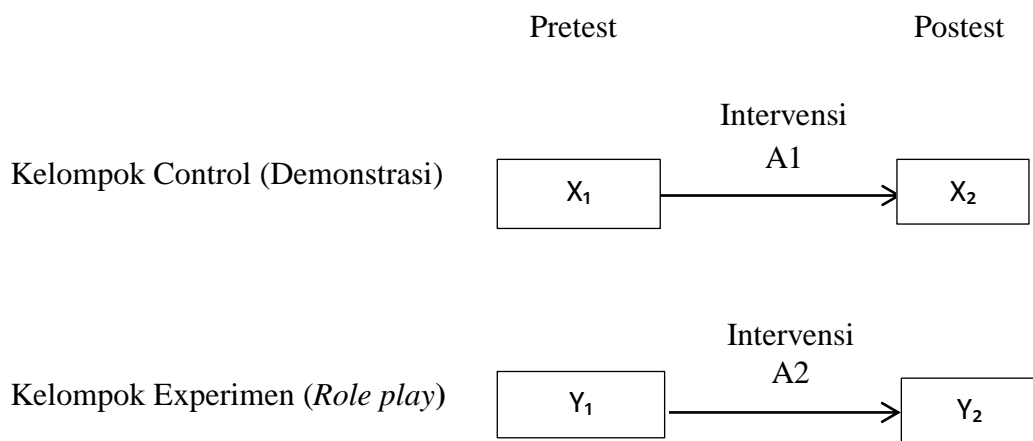 Pretest Postest
Intervensi
A1
Kelompok Control (Demonstrasi) X₁ X₂
Intervensi
A2
Kelompok Experimen (Role play) Y₁ Y₂